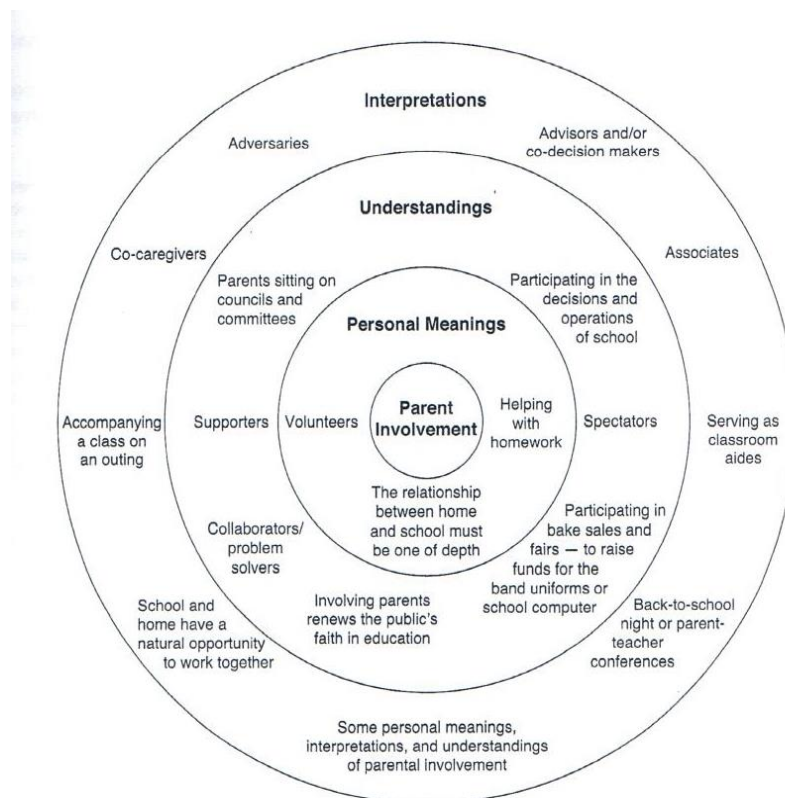 Interpretations
Adversaries
Advisors and/or
co-decision makers
Understandings
Co-caregivers
Associates
Parents sitting on
councils and
committees
Participating in the
decisions and
operations
of school
Personal Meanings
Parent
Involvement
Accompanying
a class on
an outing
Supporters
Volunteers
Helping
with
homework
Spectators
Serving as
classroom
aides
The relationship
between home
and school must
be one of depth
Collaborators/
problem
solvers
Participating in
bake sales and
fairs — to raise
funds for the
band uniforms or
school computer
Involving parents
renews the public's
faith in education
School and
home have a
natural opportunity
to work together
Back-to-school
night or parent-
teacher
conferences
Some personal meanings,
interpretations, and understandings
of parental involvement